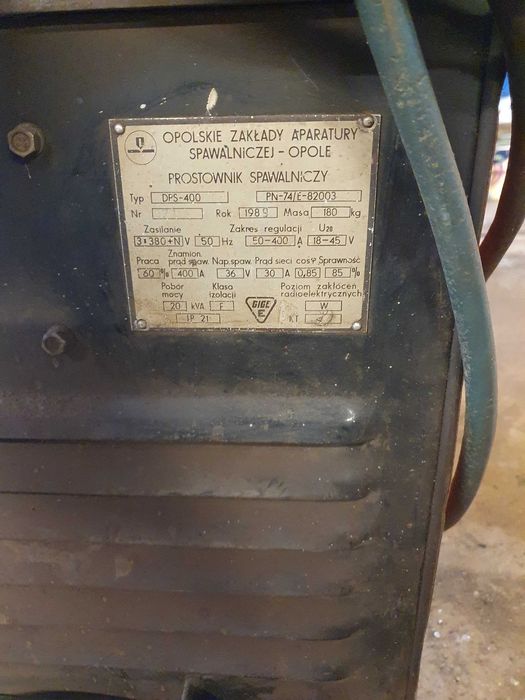 OPOLSKIE ZAKŁADY APARATURY
SPAWALNICZEJ - OPOLE
PROSTOWNIK SPAWALNICZY
Typ DPS-400 PN-74/E-82003
Nr Rok 1989 Masa 180 kg
Zasilanie Zakres regulacji U20
3x380+N V 50 Hz 50-400 A 18-45 V
Znamion.
Praca prąd spaw. Nap. spaw. Prąd sieci cosφ Sprawność
60 % 400 A 36 V 30 A 0,85 85 %
Pobór Klasa Poziom zakłóceń
mocy izolacji radioelektrycznych
20 kVA F GIGE E W
IP 21 KT